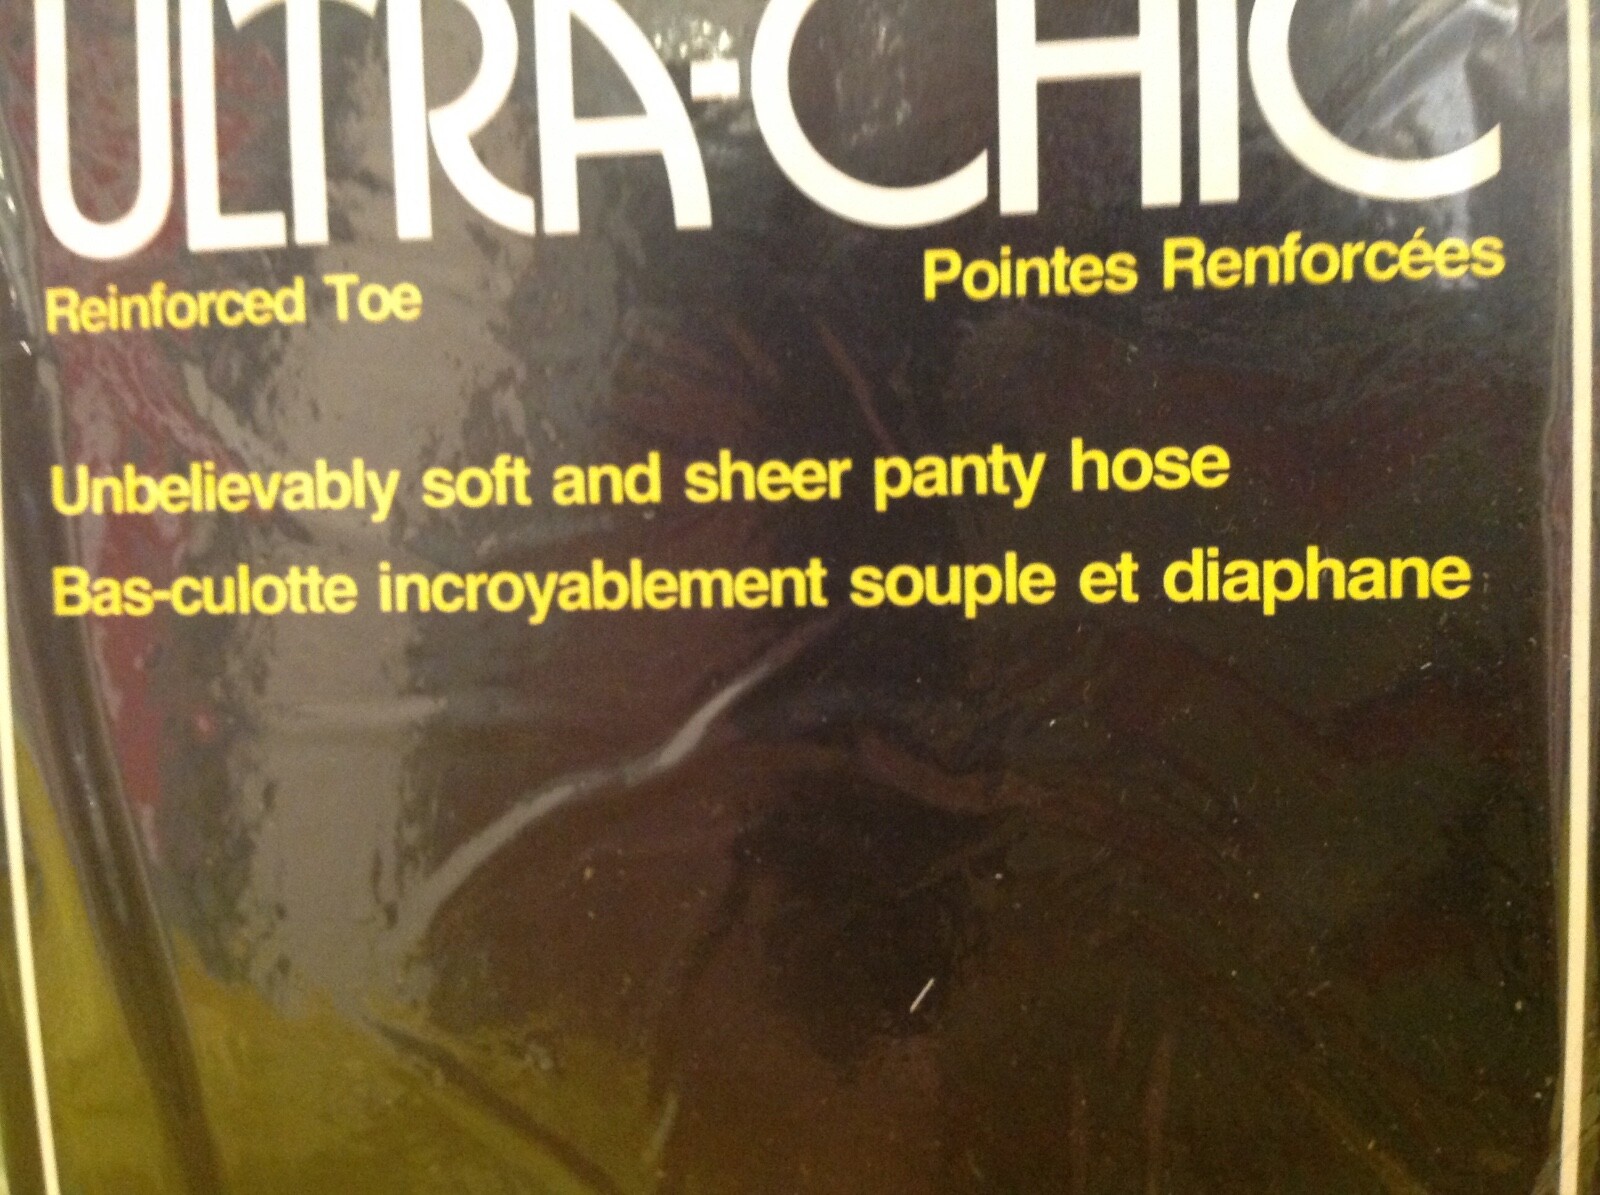 ULTRA-CHIC
Reinforced Toe
Pointes Renforcées
Unbelievably soft and sheer panty hose
Bas-culotte incroyablement souple et diaphane